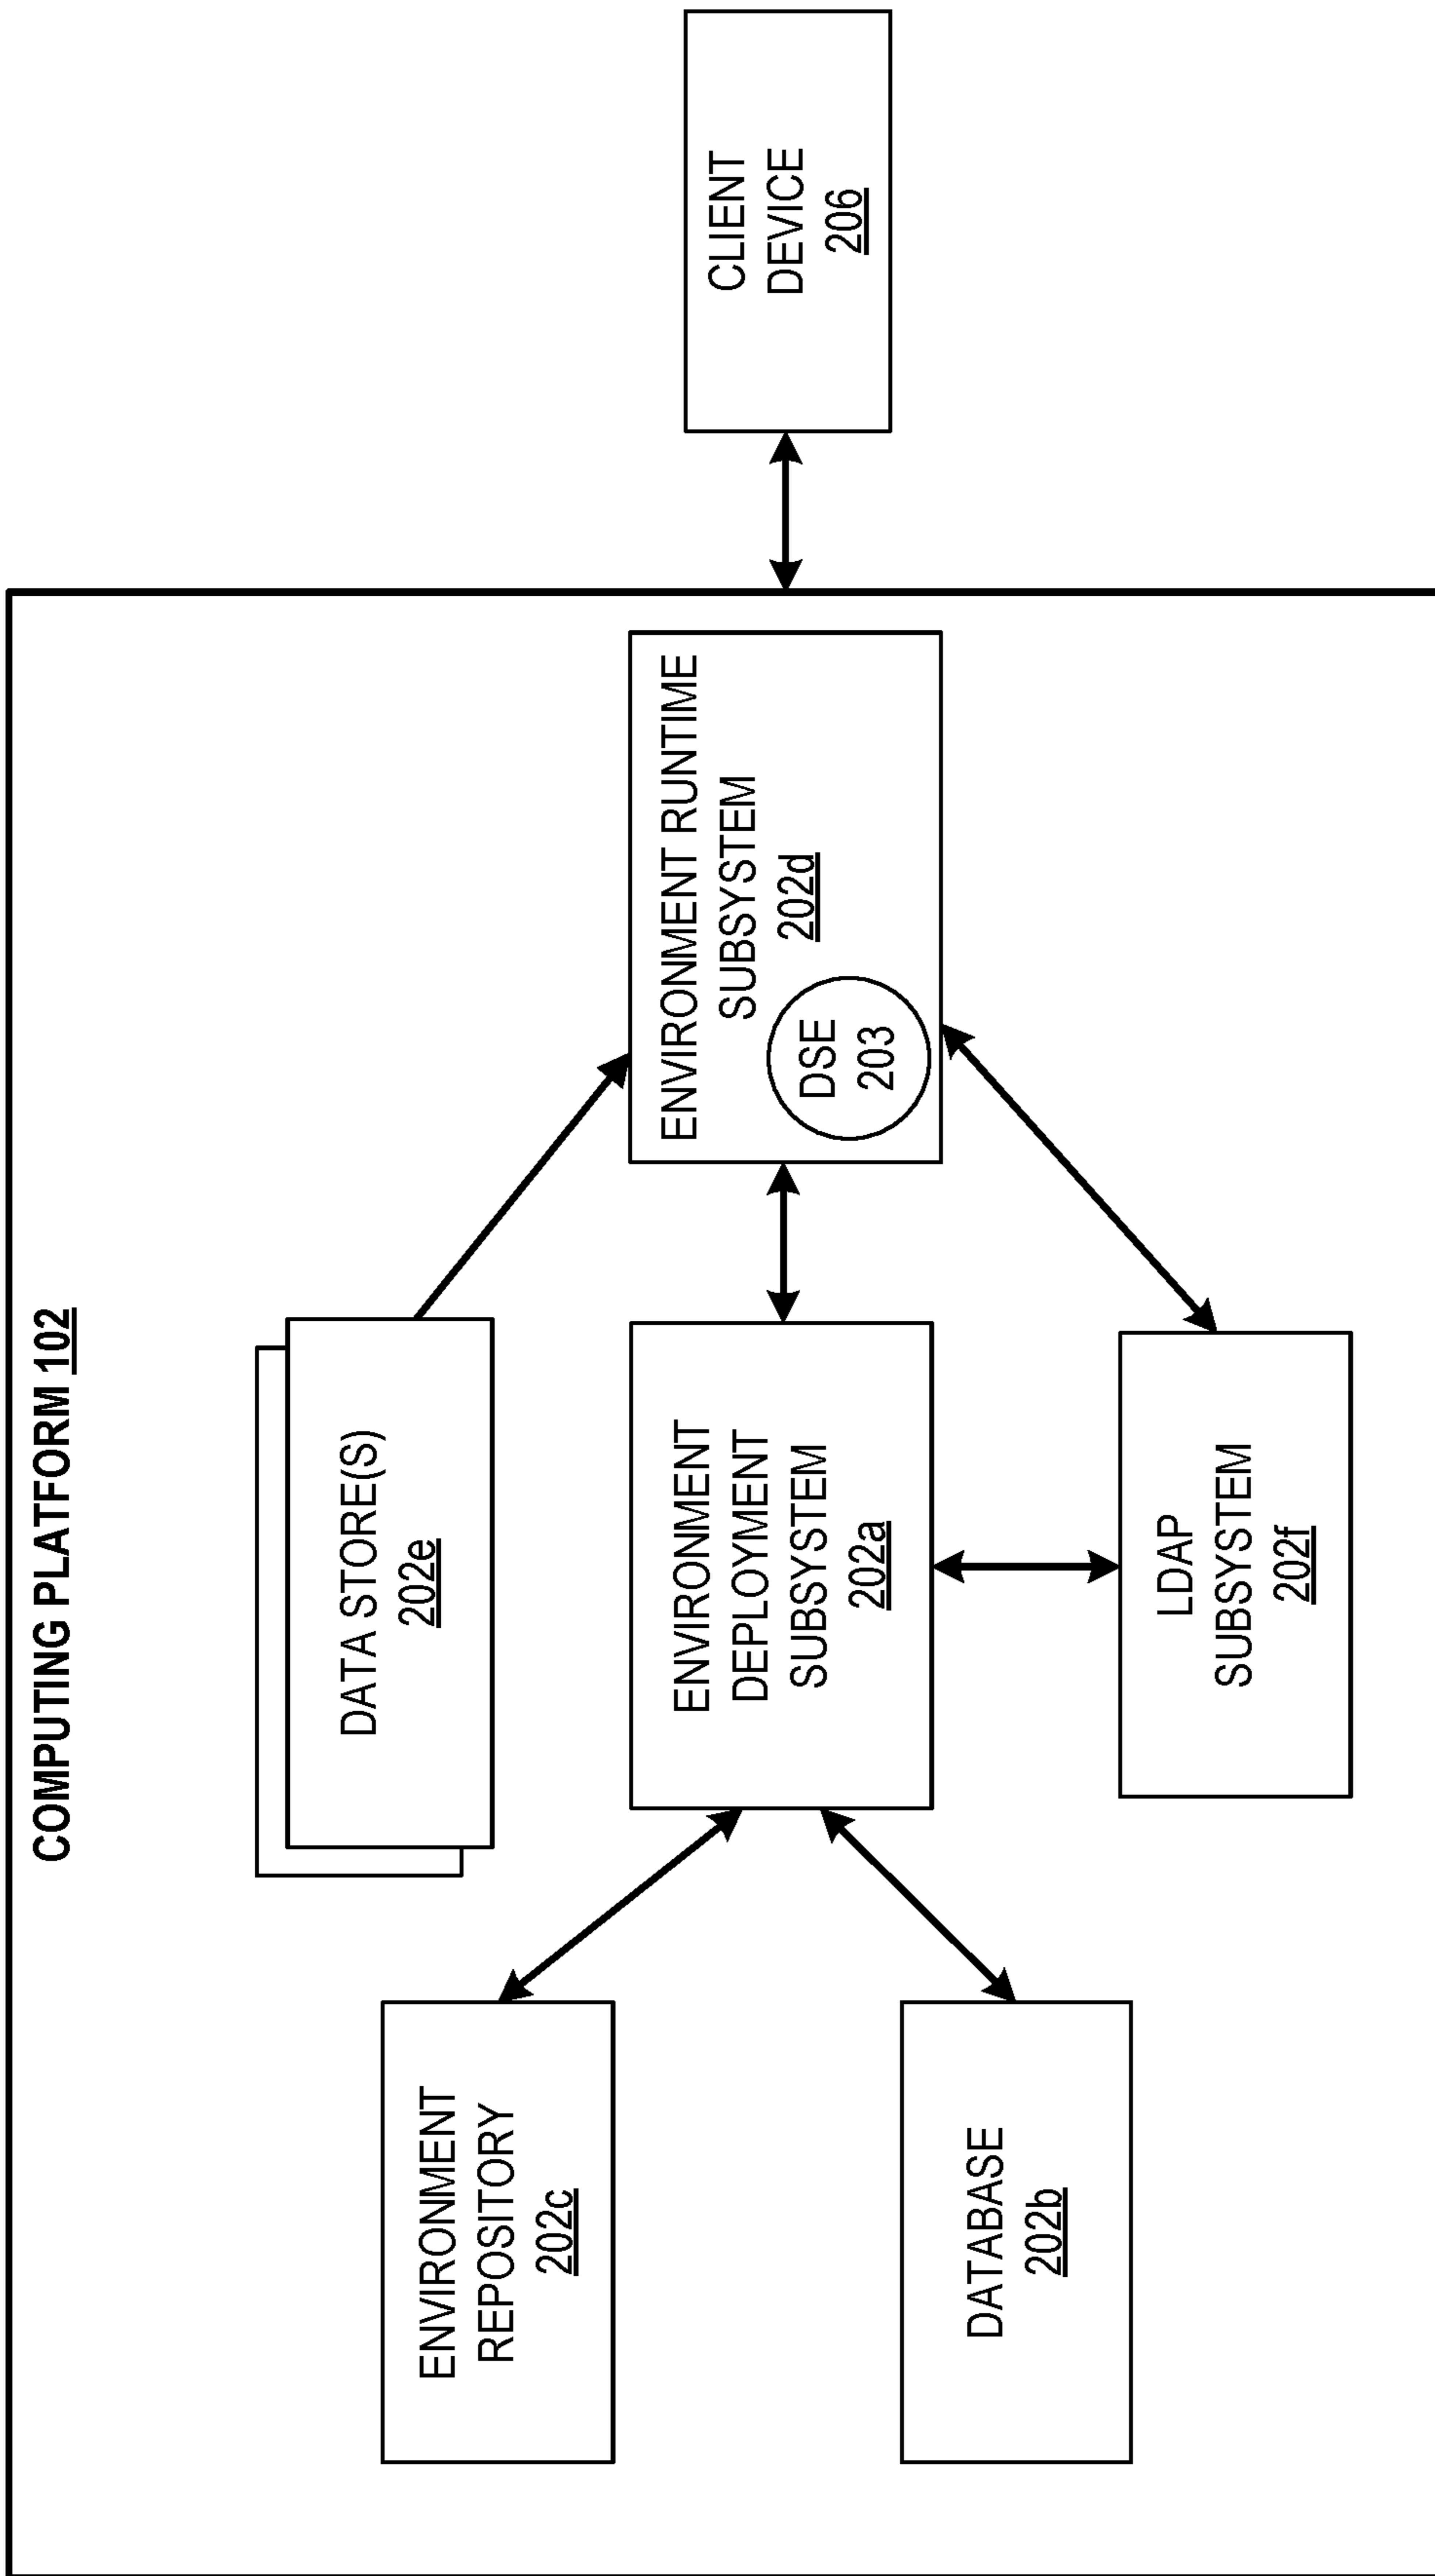 COMPUTING PLATFORM 102
DATA STORE(S)
202e
ENVIRONMENT
REPOSITORY
202c
ENVIRONMENT
DEPLOYMENT
SUBSYSTEM
202a
ENVIRONMENT RUNTIME
SUBSYSTEM
202d
DSE
203
CLIENT
DEVICE
206
DATABASE
202b
LDAP
SUBSYSTEM
202f